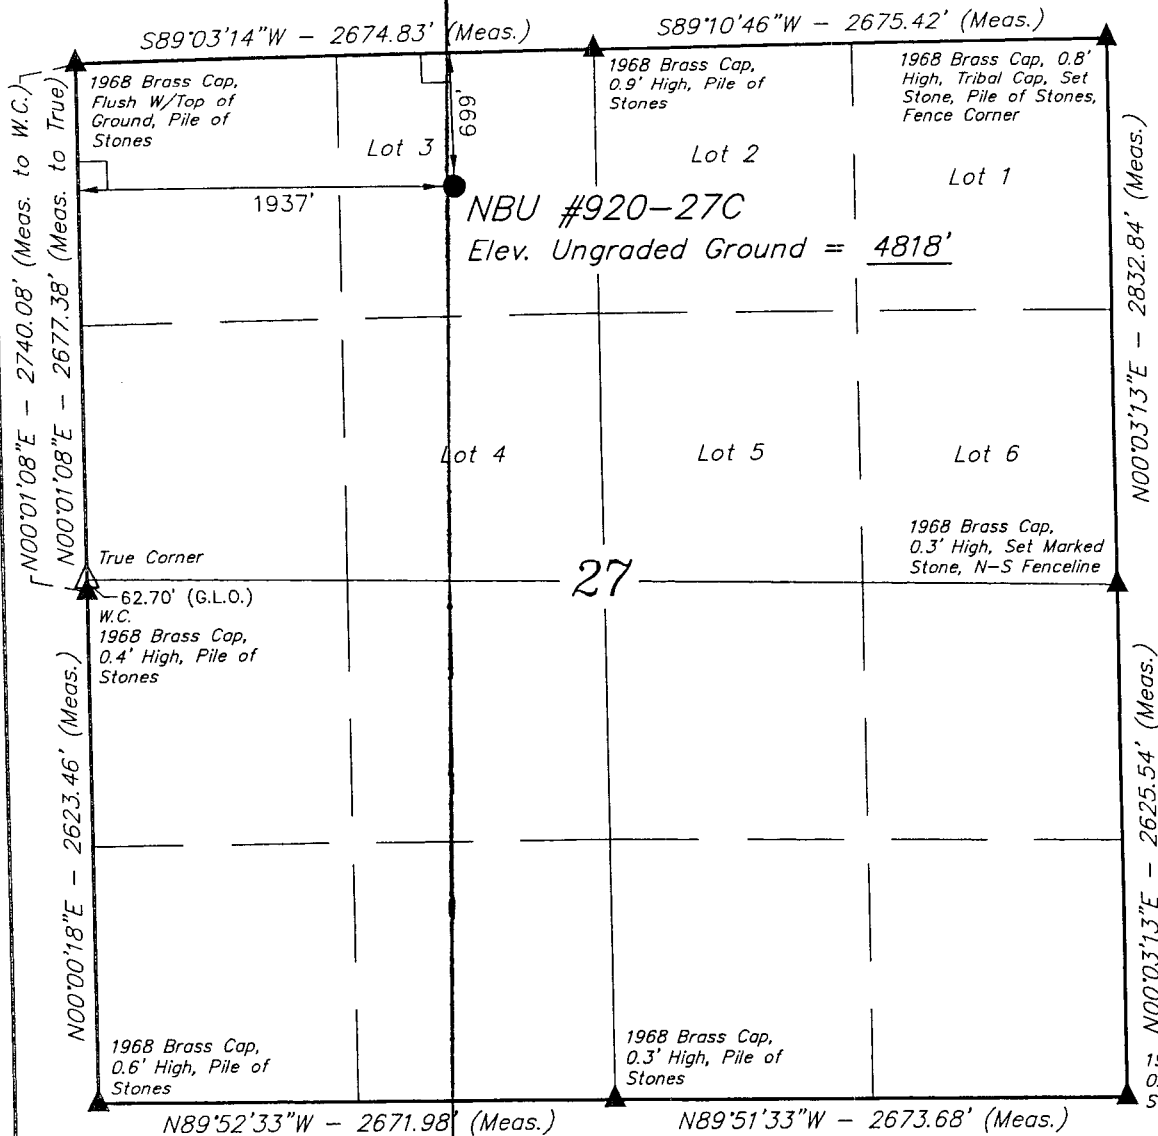 S89°03'14"W - 2674.83' (Meas.)
S89°10'46"W - 2675.42' (Meas.)
1968 Brass Cap,
Flush W/Top of
Ground, Pile of
Stones
1968 Brass Cap,
0.9' High, Pile of
Stones
1968 Brass Cap, 0.8'
High, Tribal Cap, Set
Stone, Pile of Stones,
Fence Corner
N00°01'08"E - 2740.08' (Meas. to W.C.)
N00°01'08"E - 2677.38' (Meas. to True)
699'
Lot 3
Lot 2
Lot 1
1937'
NBU #920-27C
Elev. Ungraded Ground = 4818'
N00°03'13"E - 2832.84' (Meas.)
Lot 4
Lot 5
Lot 6
1968 Brass Cap,
0.3' High, Set Marked
Stone, N-S Fenceline
True Corner
27
62.70' (G.L.O.)
W.C.
1968 Brass Cap,
0.4' High, Pile of
Stones
N00°00'18"E - 2623.46' (Meas.)
N00°03'13"E - 2625.54' (Meas.)
1968 Brass Cap,
0.6' High, Pile of
Stones
1968 Brass Cap,
0.3' High, Pile of
Stones
N89°52'33"W - 2671.98' (Meas.)
N89°51'33"W - 2673.68' (Meas.)